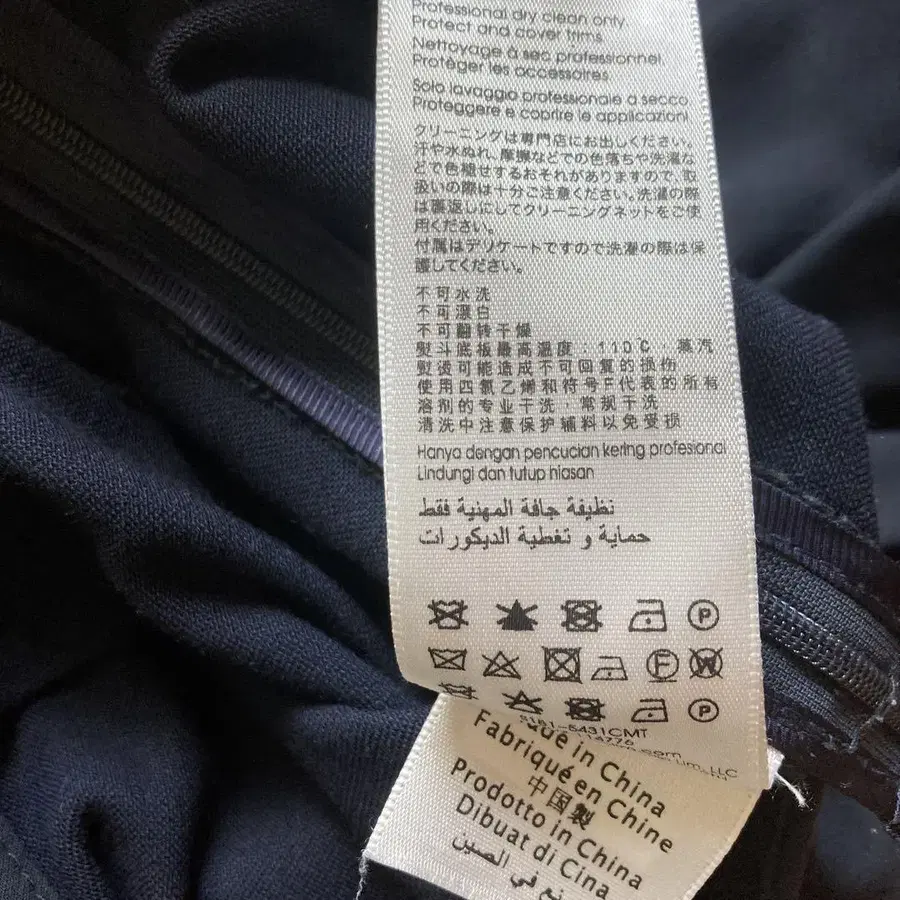 Professional dry clean only
Protect and cover trims
Nettoyage à sec professionnel
Protéger les accessoires
Solo lavaggio professionale a secco
Proteggere e coprire le applicazioni
クリーニングは専門店にお出しください。
汗や水ぬれ、摩擦などでの色落ちや洗濯な
どで色褪せするおそれがありますので、取
扱いの際は十分ご注意ください。洗濯の際
は裏返しにしてクリーニングネットをご使
用ください。
付属はデリケートですので洗濯の際は保
護してください。
不可水洗
不可漂白
不可翻转干燥
熨斗底板最高温度:110C·蒸汽
熨後可能造成不可回复的损伤
使用四氯乙烯和符号F代表的所有
溶剂的专业干洗 常规干洗
清洗中注意保护辅料以免受损
Hanya dengan pencucian kering profesional
Lindungi dan tutup hiasan
نظيفة جافة المهنية فقط
حماية و تغطية الديكورات
P
F W
P
5431CMT
LLC
Made in China
Fabriqué en Chine
中国製
Prodotto in China
Dibuat di Cina
في الصين